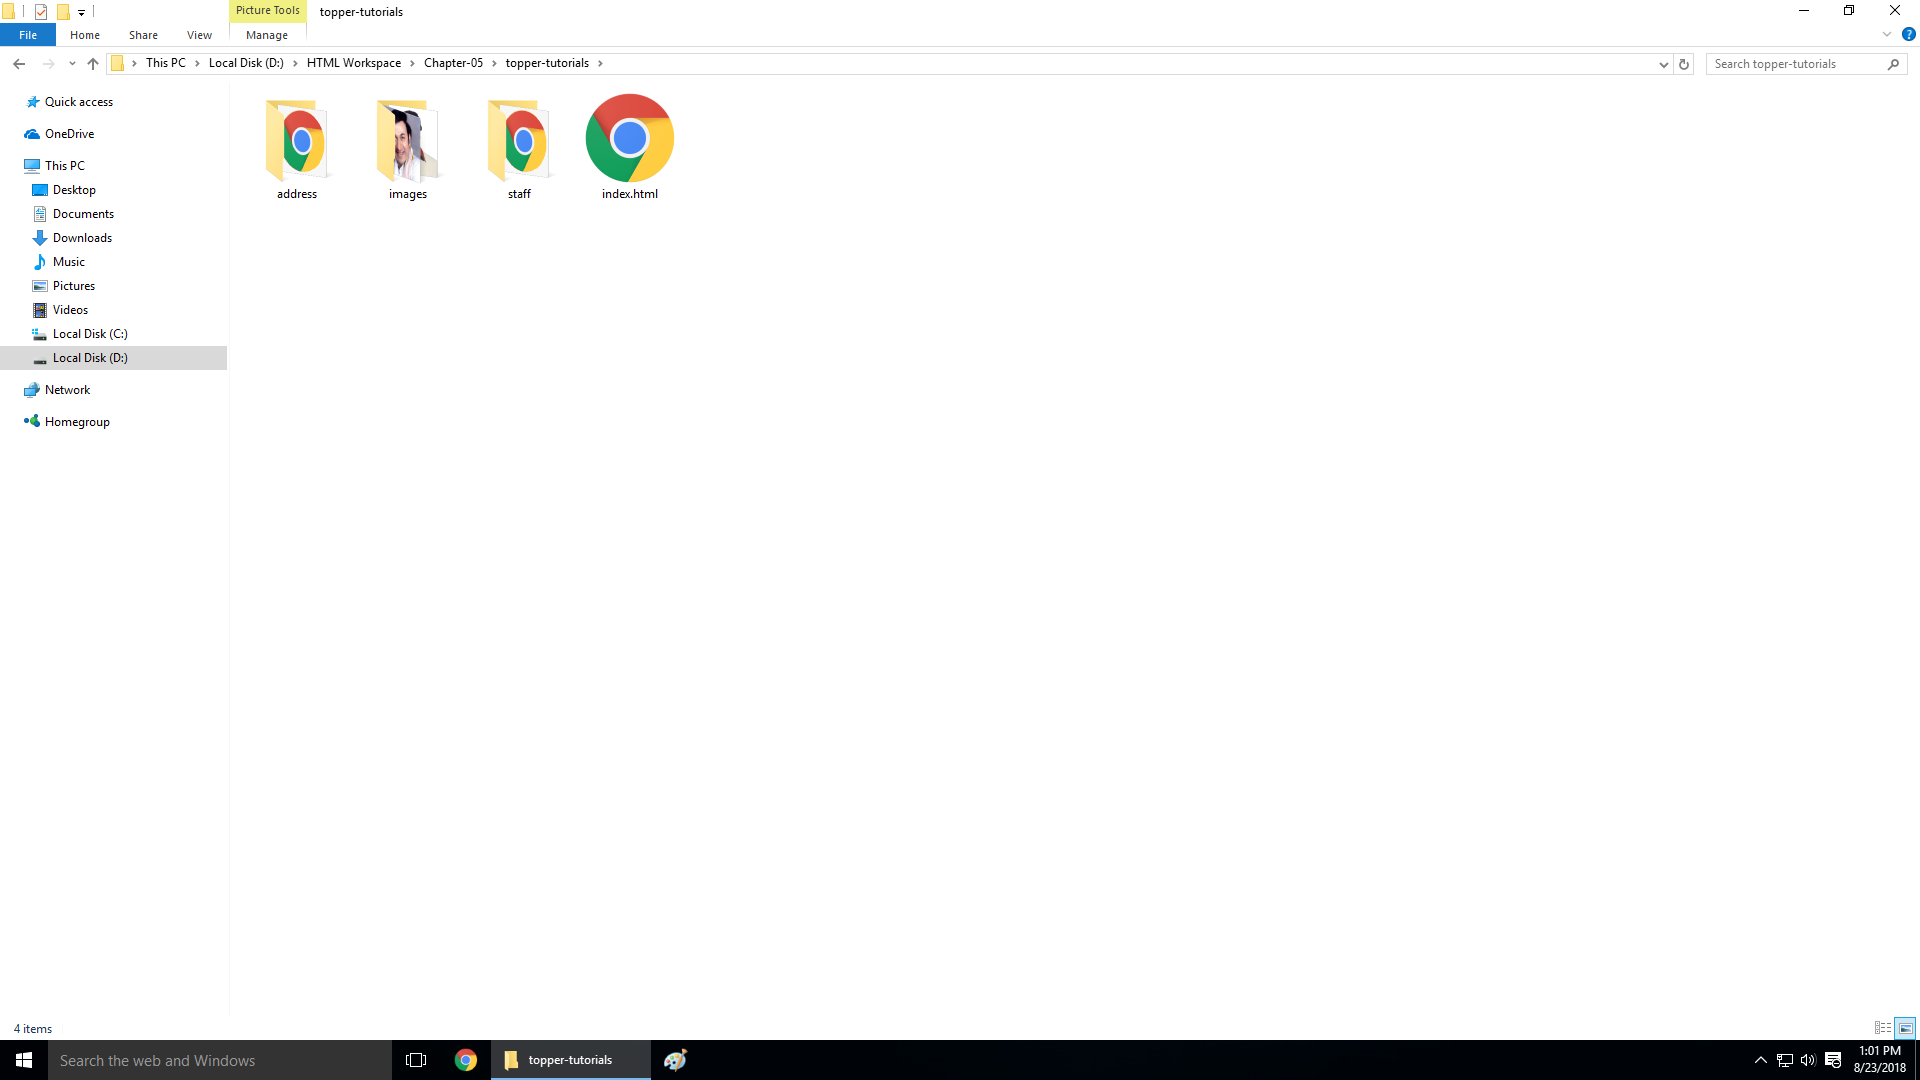 Picture Tools
topper-tutorials
File
Home
Share
View
Manage
This PC
Local Disk (D:)
HTML Workspace
Chapter-05
topper-tutorials
Search topper-tutorials
Quick access
OneDrive
This PC
Desktop
Documents
Downloads
Music
Pictures
Videos
Local Disk (C:)
Local Disk (D:)
Network
Homegroup
address
images
staff
index.html
4 items
Search the web and Windows
topper-tutorials
1:01 PM
8/23/2018